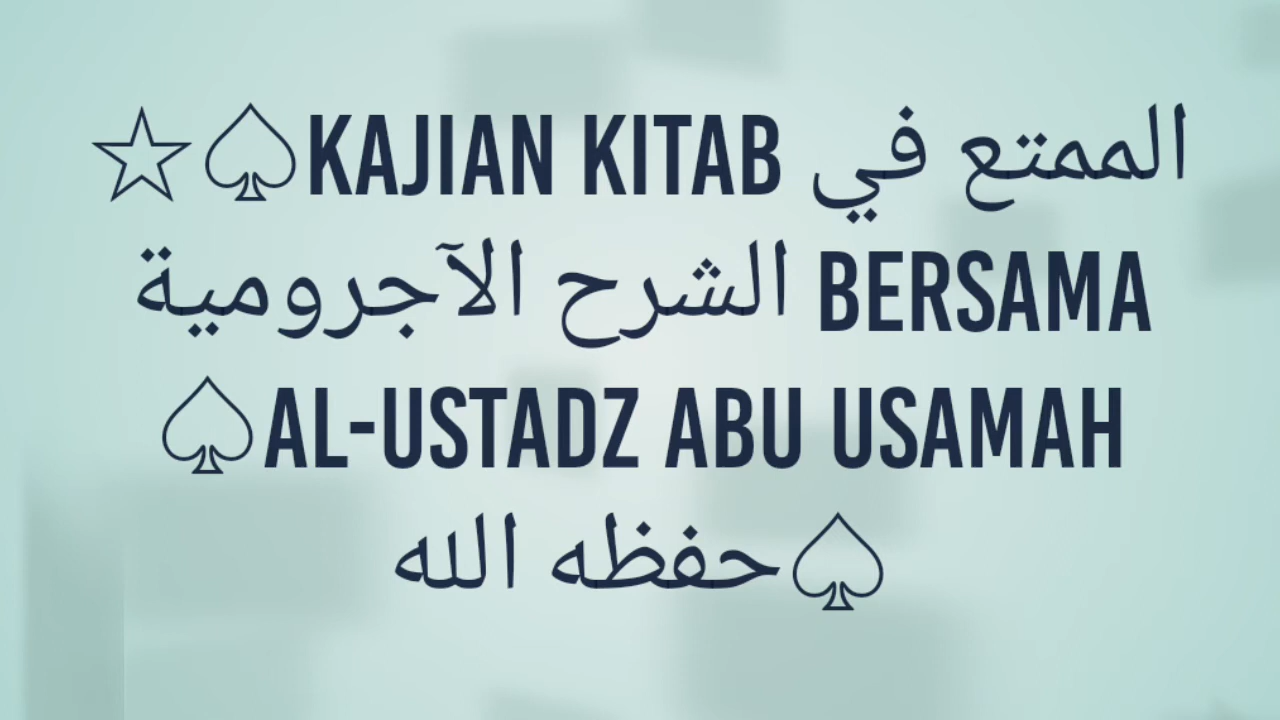 ☆♤KAJIAN KITAB الممتع في
الشرح الآجرومية BERSAMA
♤AL-USTADZ ABU USAMAH
حفظه الله♤